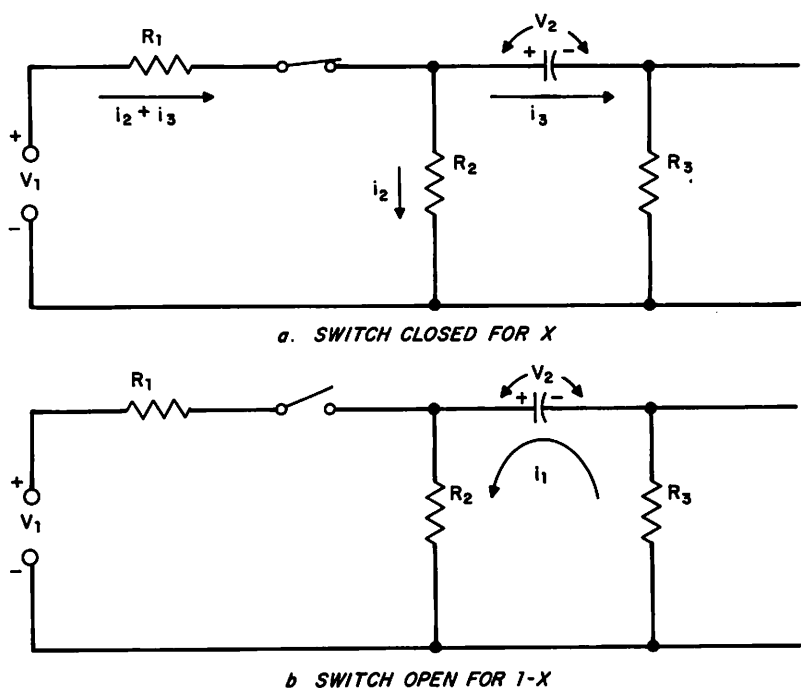 V2
R1
+ -
i2 + i3
i3
+
V1
-
R2
i2
R3
a. SWITCH CLOSED FOR X
V2
R1
+ -
i1
+
V1
-
R2
R3
b SWITCH OPEN FOR 1-X